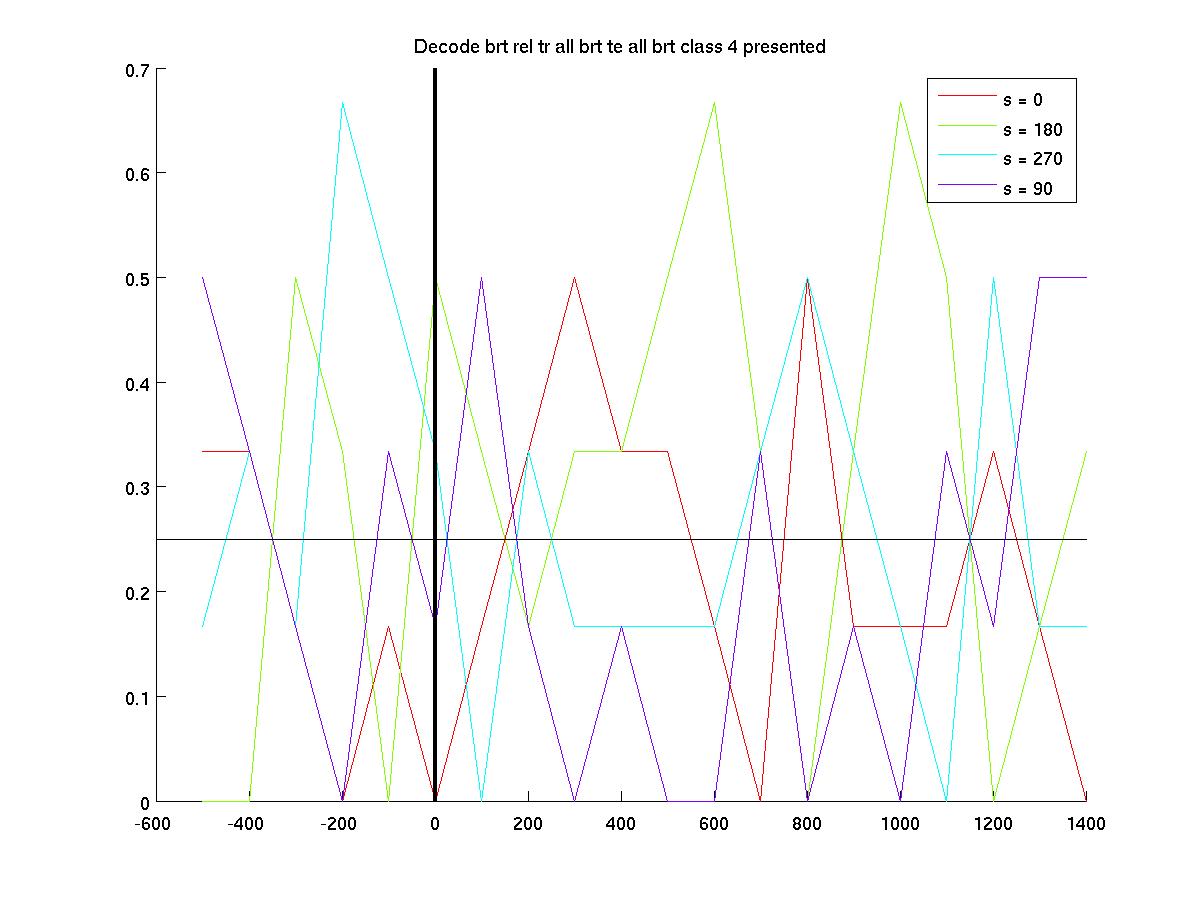 Decode brt rel tr all brt te all brt class 4 presented
0.7
0.6
0.5
0.4
0.3
0.2
0.1
0
-600 -400 -200 0 200 400 600 800 1000 1200 1400
s = 0
s = 180
s = 270
s = 90